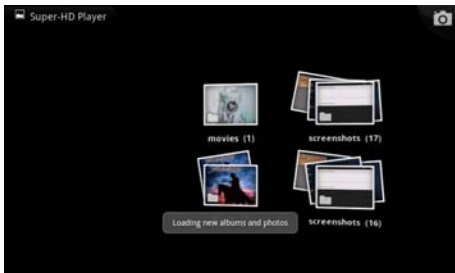 Super-HD Player
movies (1)
screenshots (17)
Loading new albums and photos
screenshots (16)